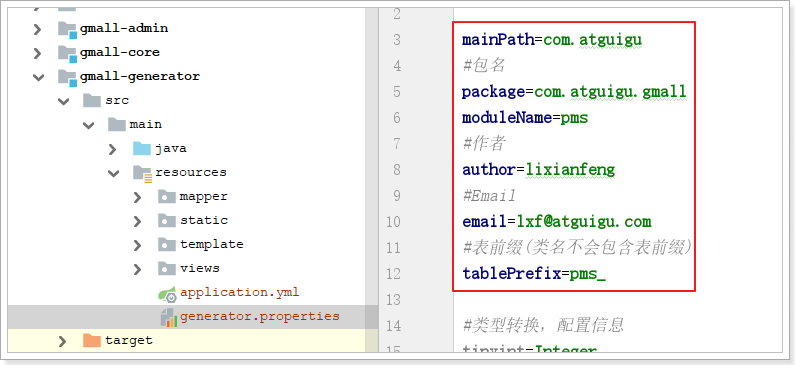 gmall-admin
gmall-core
gmall-generator
src
main
java
resources
mapper
static
template
views
application.yml
generator.properties
target
2
3 mainPath=com.atguigu
4 #包名
5 package=com.atguigu.gmall
6 moduleName=pms
7 #作者
8 author=lixianfeng
9 #Email
10 email=lxf@atguigu.com
11 #表前缀(类名不会包含表前缀)
12 tablePrefix=pms_
13
14 #类型转换，配置信息
15 tinyint=Integer